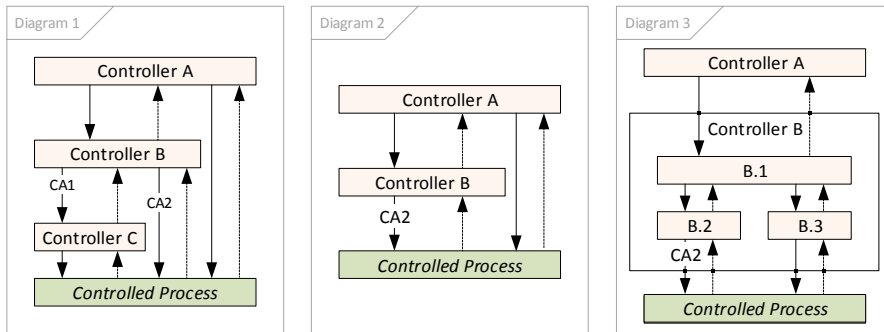 Diagram 1
Controller A
Controller B
CA1
CA2
Controller C
Controlled Process
Diagram 2
Controller A
Controller B
CA2
Controlled Process
Diagram 3
Controller A
Controller B
B.1
B.2
B.3
CA2
Controlled Process